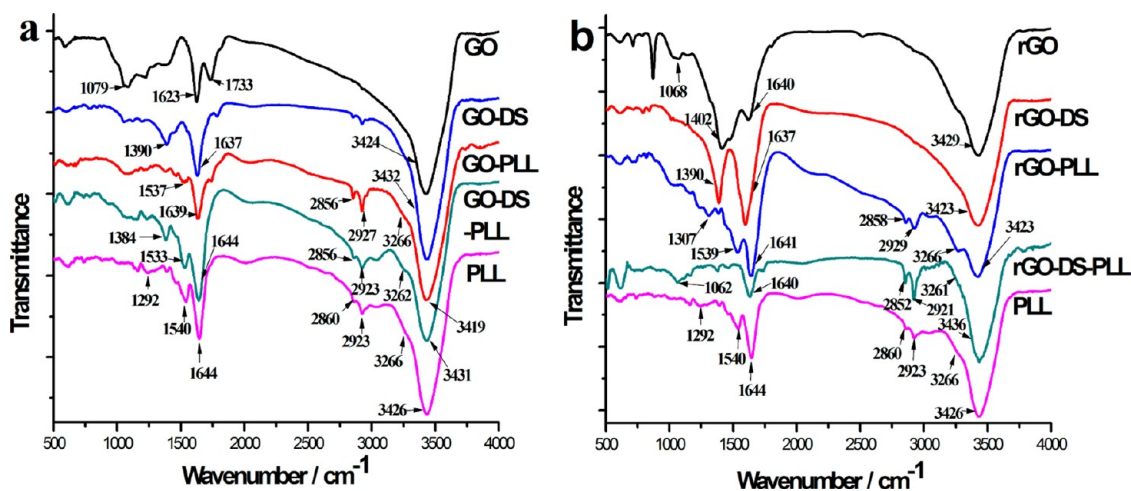 a
GO
1079
1623
1733
GO-DS
1390
1637
3424
GO-PLL
1537
1639
2856
2927
3432
3266
GO-DS
-PLL
1384
1533
1644
2856
2923
3262
3419
PLL
1292
1540
1644
2860
2923
3266
3431
3426
Transmittance
500 1000 1500 2000 2500 3000 3500 4000
Wavenumber / cm-1
b
rGO
1068
1402
1640
3429
rGO-DS
1390
1637
3423
rGO-PLL
1307
1539
1641
2858
2929
3266
3423
rGO-DS-PLL
1062
1640
2852
2921
3261
3436
PLL
1292
1540
1644
2860
2923
3266
3426
Transmittance
500 1000 1500 2000 2500 3000 3500 4000
Wavenumber / cm-1